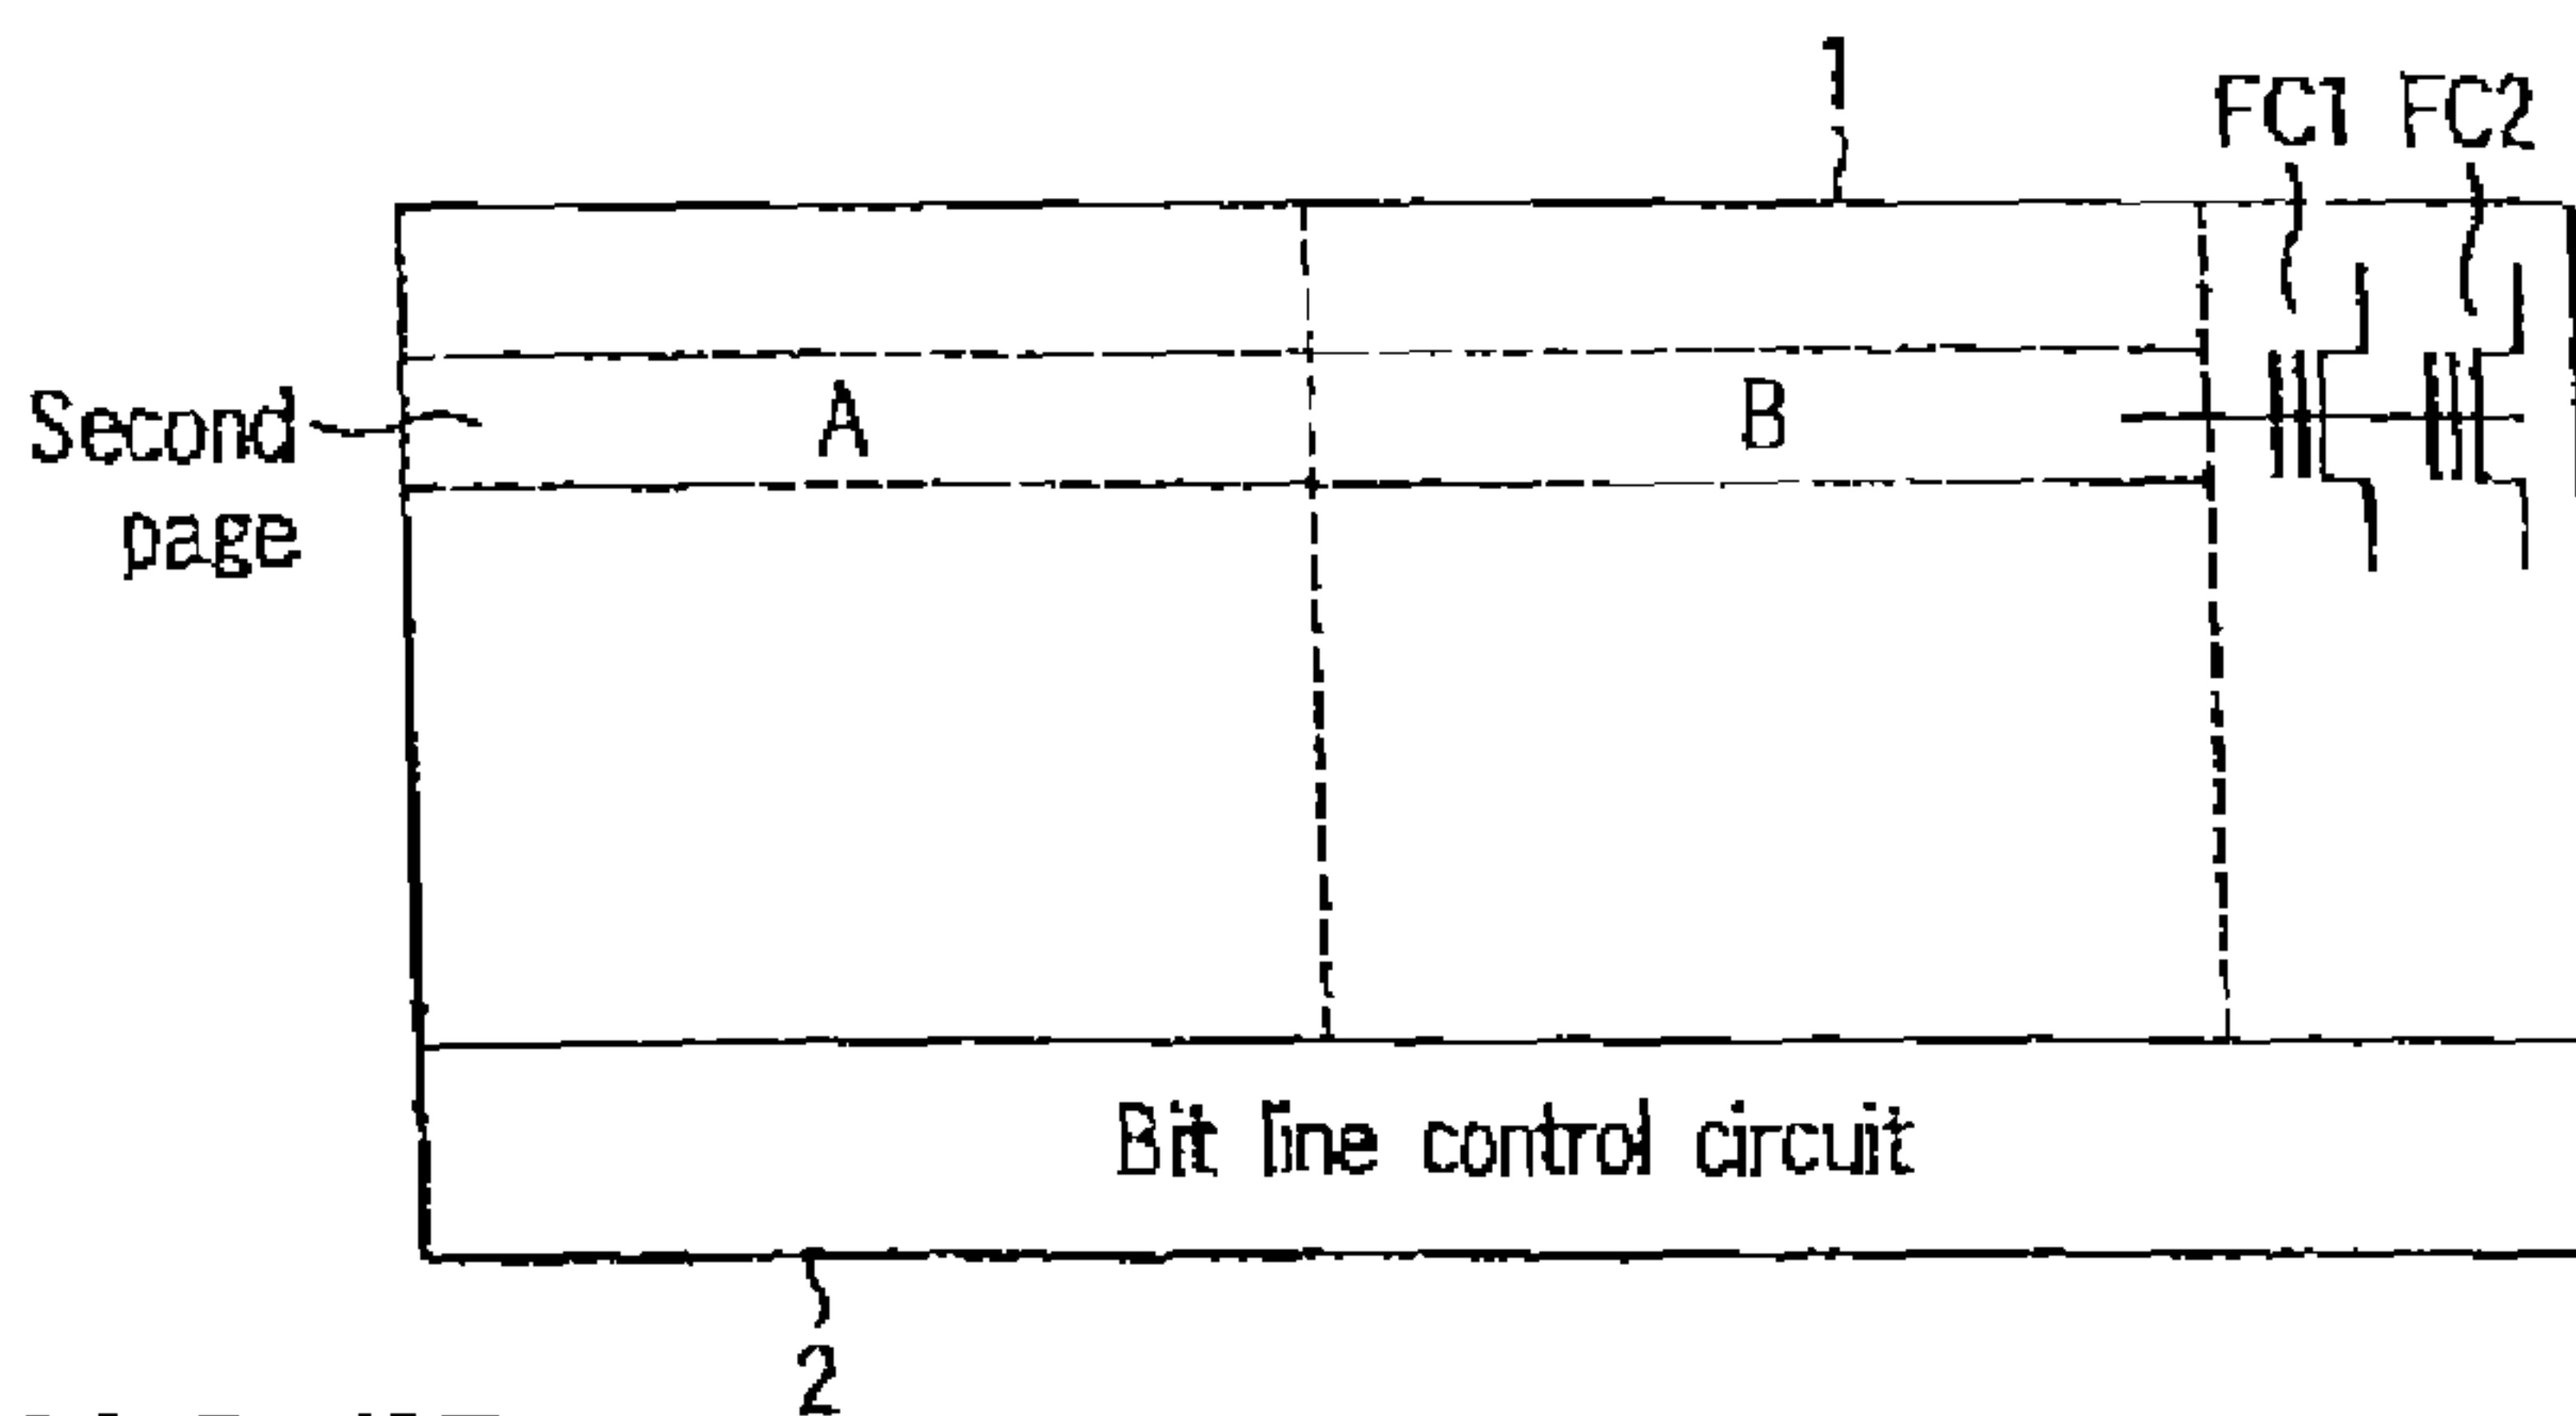 1
FC1 FC2
Second
page
A
B
Bit line control circuit
2